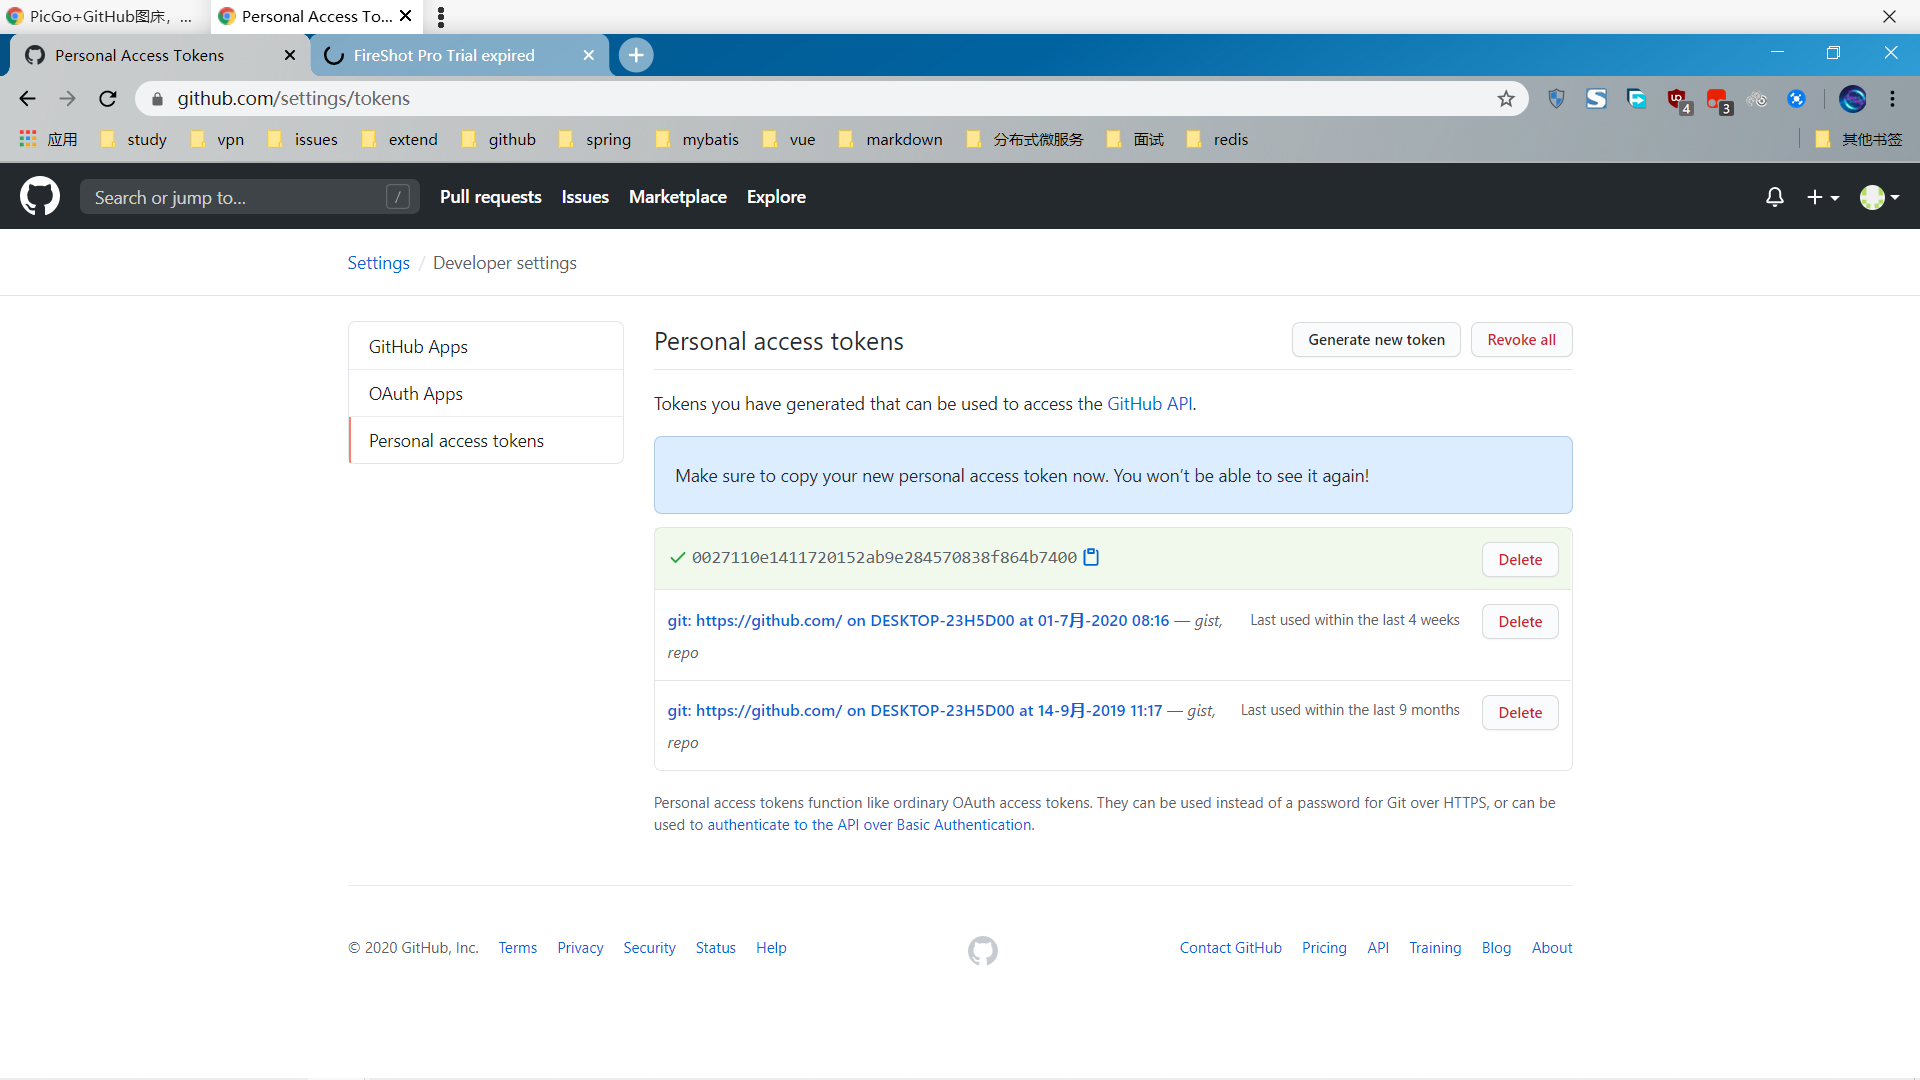 PicGo+GitHub图床，...
Personal Access To...
Personal Access Tokens
FireShot Pro Trial expired
github.com/settings/tokens
4
3
应用
study
vpn
issues
extend
github
spring
mybatis
vue
markdown
分布式微服务
面试
redis
其他书签
Search or jump to...
/
Pull requests
Issues
Marketplace
Explore
Settings / Developer settings
GitHub Apps
OAuth Apps
Personal access tokens
Personal access tokens
Generate new token
Revoke all
Tokens you have generated that can be used to access the GitHub API.
Make sure to copy your new personal access token now. You won’t be able to see it again!
0027110e1411720152ab9e284570838f864b7400
Delete
git: https://github.com/ on DESKTOP-23H5D00 at 01-7月-2020 08:16 — gist,
repo
Last used within the last 4 weeks
Delete
git: https://github.com/ on DESKTOP-23H5D00 at 14-9月-2019 11:17 — gist,
repo
Last used within the last 9 months
Delete
Personal access tokens function like ordinary OAuth access tokens. They can be used instead of a password for Git over HTTPS, or can be
used to authenticate to the API over Basic Authentication.
© 2020 GitHub, Inc.
Terms
Privacy
Security
Status
Help
Contact GitHub
Pricing
API
Training
Blog
About